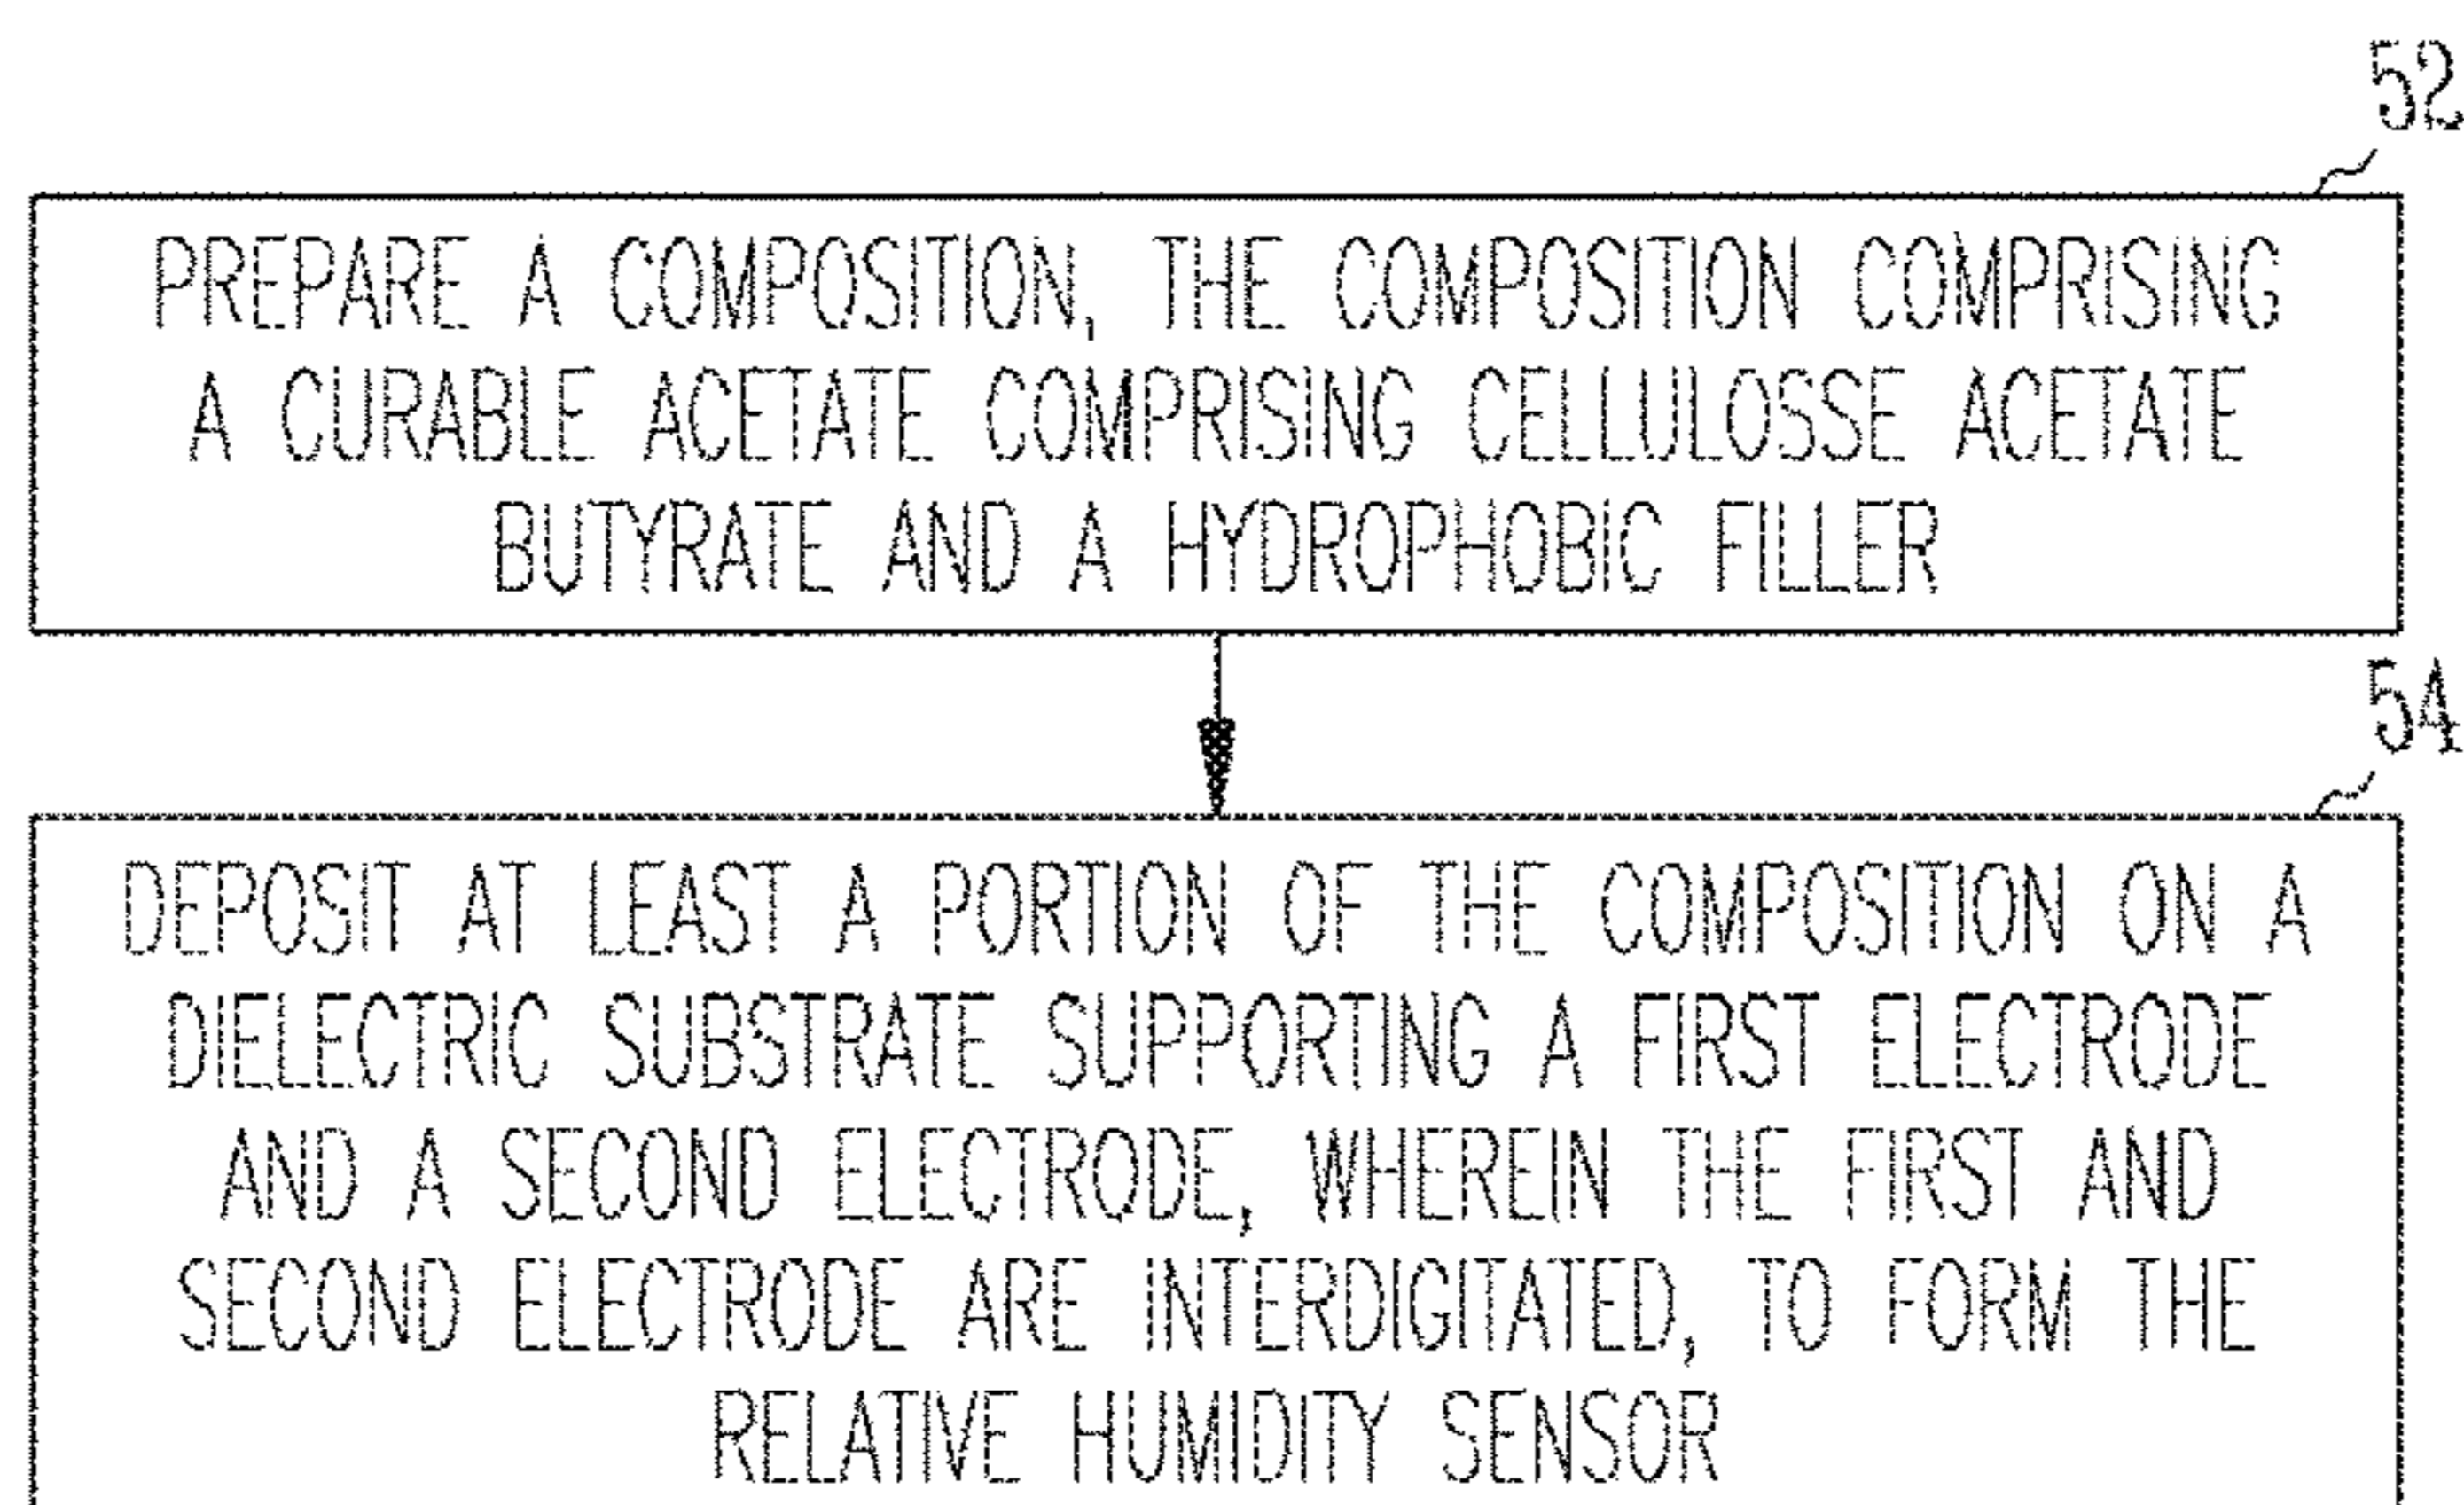 52
PREPARE A COMPOSITION, THE COMPOSITION COMPRISING
A CURABLE ACETATE COMPRISING CELLULOSSE ACETATE
BUTYRATE AND A HYDROPHOBIC FILLER
54
DEPOSIT AT LEAST A PORTION OF THE COMPOSITION ON A
DIELECTRIC SUBSTRATE SUPPORTING A FIRST ELECTRODE
AND A SECOND ELECTRODE, WHEREIN THE FIRST AND
SECOND ELECTRODE ARE INTERDIGITATED, TO FORM THE
RELATIVE HUMIDITY SENSOR